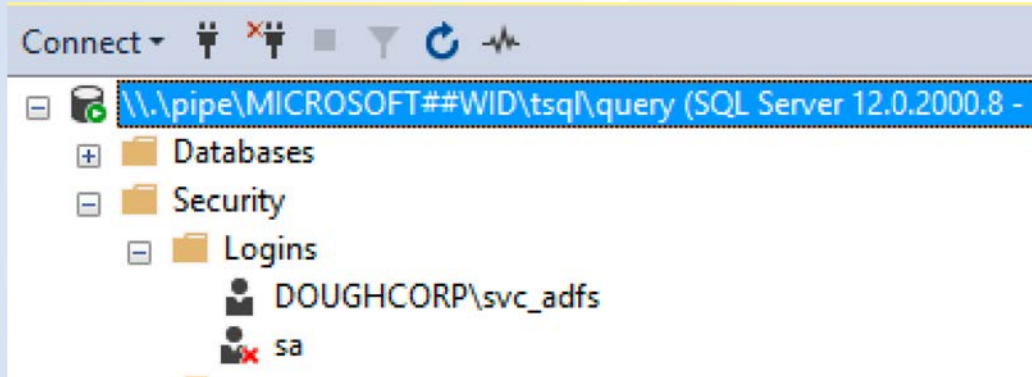 Connect
\\.\pipe\MICROSOFT##WID\tsql\query (SQL Server 12.0.2000.8 -
Databases
Security
Logins
DOUGHCORP\svc_adfs
sa